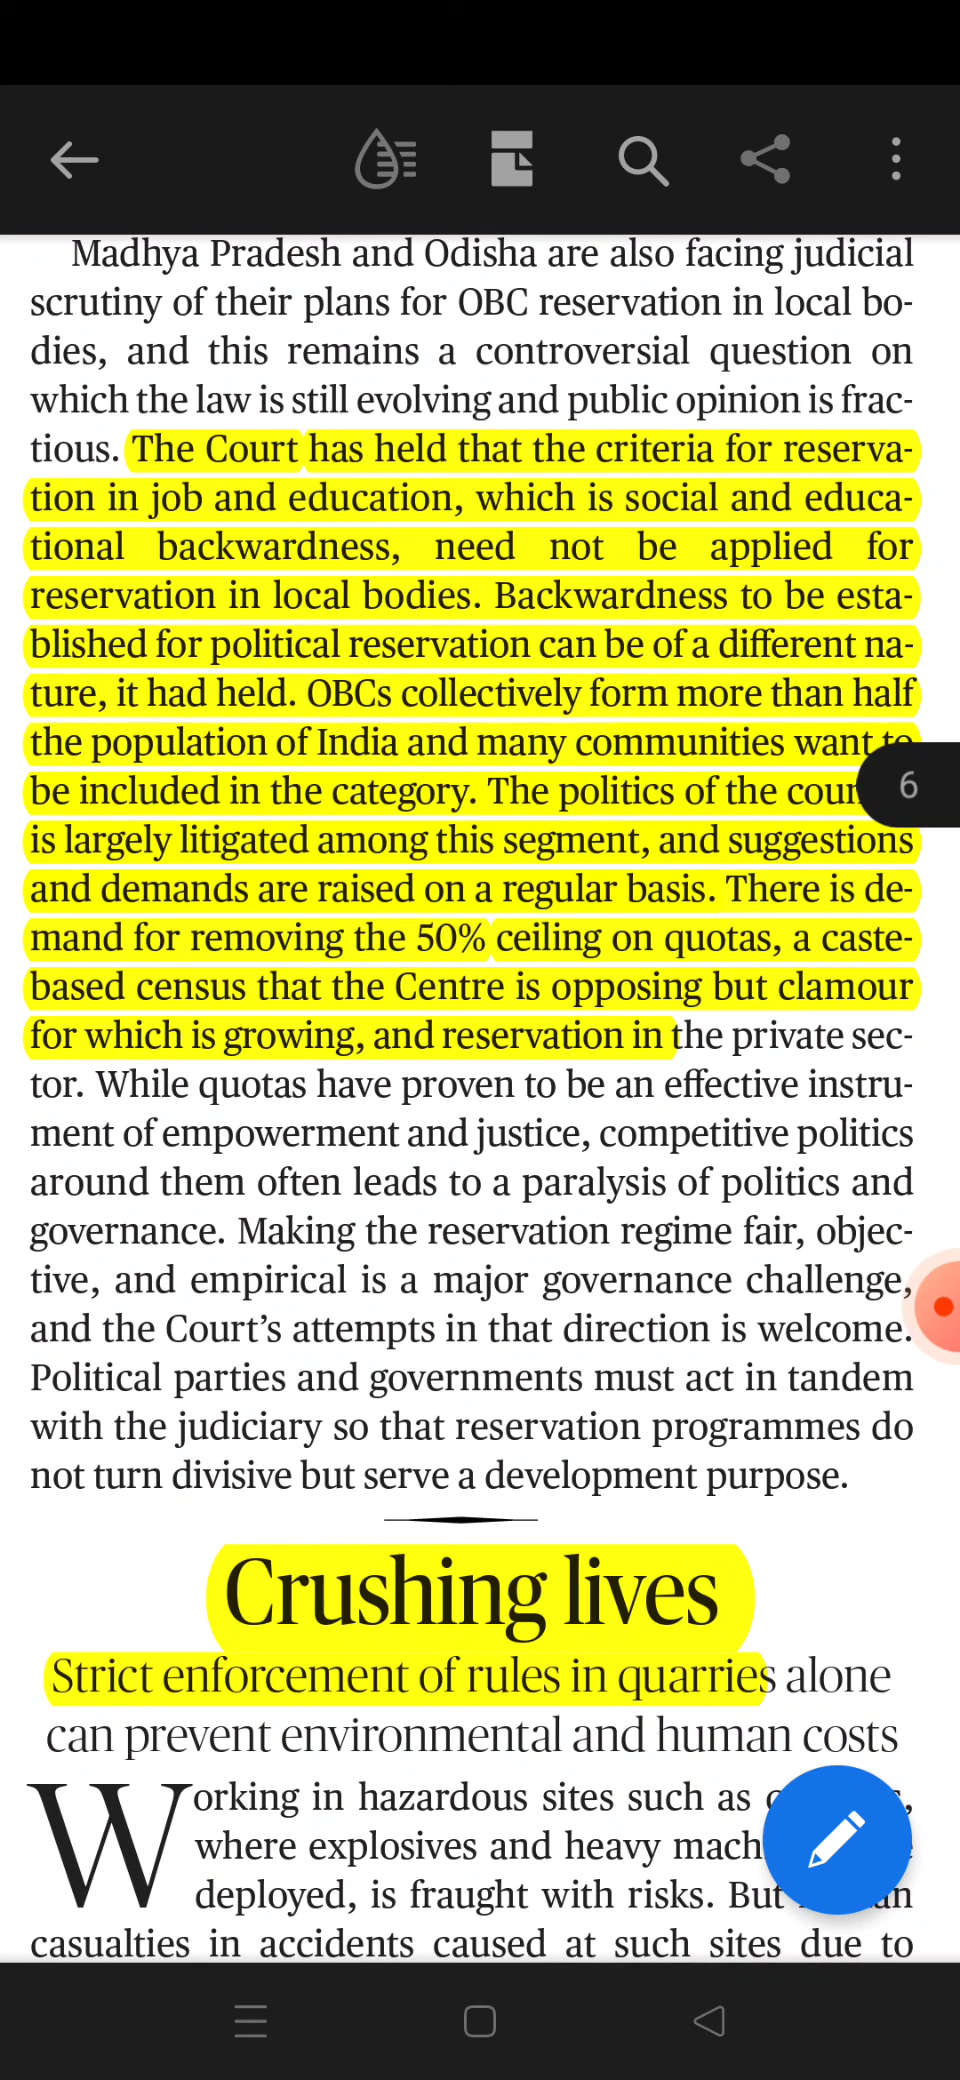 Madhya Pradesh and Odisha are also facing judicial
scrutiny of their plans for OBC reservation in local bo-
dies, and this remains a controversial question on
which the law is still evolving and public opinion is frac-
tious. The Court has held that the criteria for reserva-
tion in job and education, which is social and educa-
tional backwardness, need not be applied for
reservation in local bodies. Backwardness to be esta-
blished for political reservation can be of a different na-
ture, it had held. OBCs collectively form more than half
the population of India and many communities want to
be included in the category. The politics of the
6
is largely litigated among this segment, and suggestions
and demands are raised on a regular basis. There is de-
mand for removing the 50% ceiling on quotas, a caste-
based census that the Centre is opposing but clamour
for which is growing, and reservation in the private sec-
tor. While quotas have proven to be an effective instru-
ment of empowerment and justice, competitive politics
around them often leads to a paralysis of politics and
governance. Making the reservation regime fair, objec-
tive, and empirical is a major governance challenge,
and the Court's attempts in that direction is welcome.
Political parties and governments must act in tandem
with the judiciary so that reservation programmes do
not turn divisive but serve a development purpose.
Crushing lives
Strict enforcement of rules in quarries alone
can prevent environmental and human costs
Working in hazardous sites such as
where explosives and heavy
deployed, is fraught with risks. But
casualties in accidents caused at such sites due to